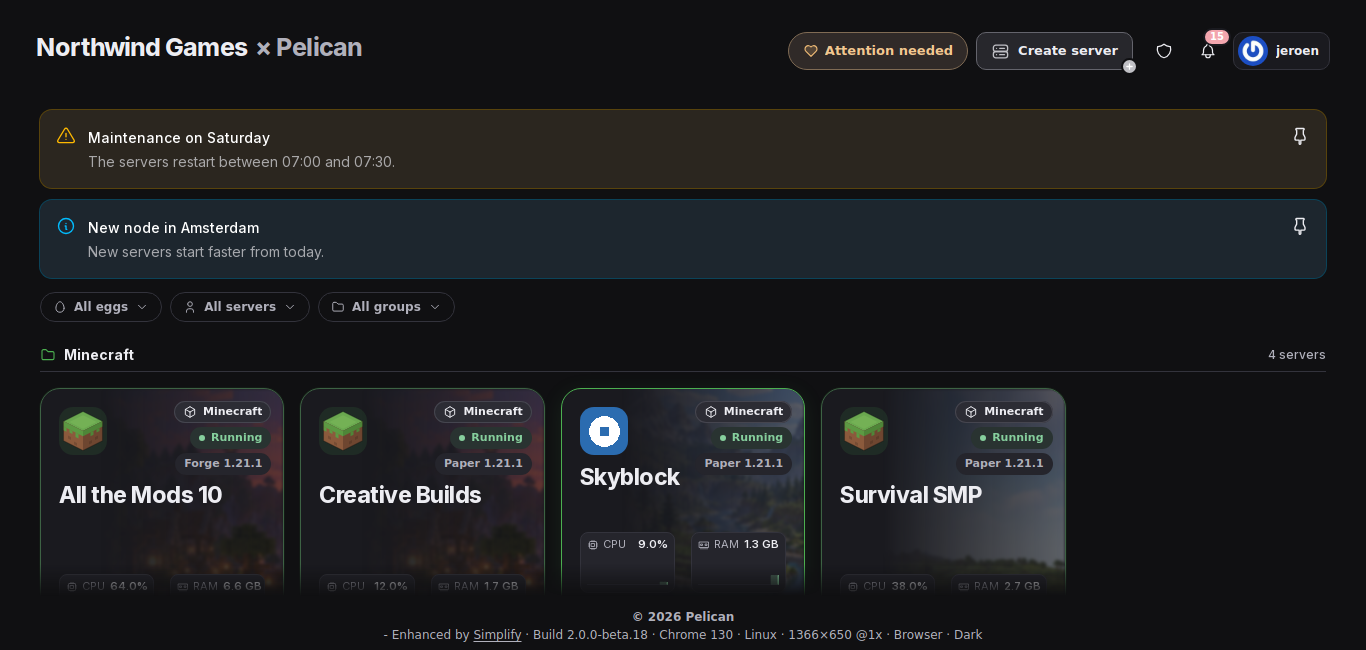 Northwind Games × Pelican
Attention needed
Create server
15
jeroen
Maintenance on Saturday
The servers restart between 07:00 and 07:30.
New node in Amsterdam
New servers start faster from today.
All eggs
All servers
All groups
Minecraft
4 servers
Minecraft
Running
Forge 1.21.1
All the Mods 10
CPU 64.0%
RAM 6.6 GB
Minecraft
Running
Paper 1.21.1
Creative Builds
CPU 12.0%
RAM 1.7 GB
Minecraft
Running
Paper 1.21.1
Skyblock
CPU 9.0%
RAM 1.3 GB
Minecraft
Running
Paper 1.21.1
Survival SMP
CPU 38.0%
RAM 2.7 GB
© 2026 Pelican
- Enhanced by Simplify · Build 2.0.0-beta.18 · Chrome 130 · Linux · 1366×650 @1x · Browser · Dark